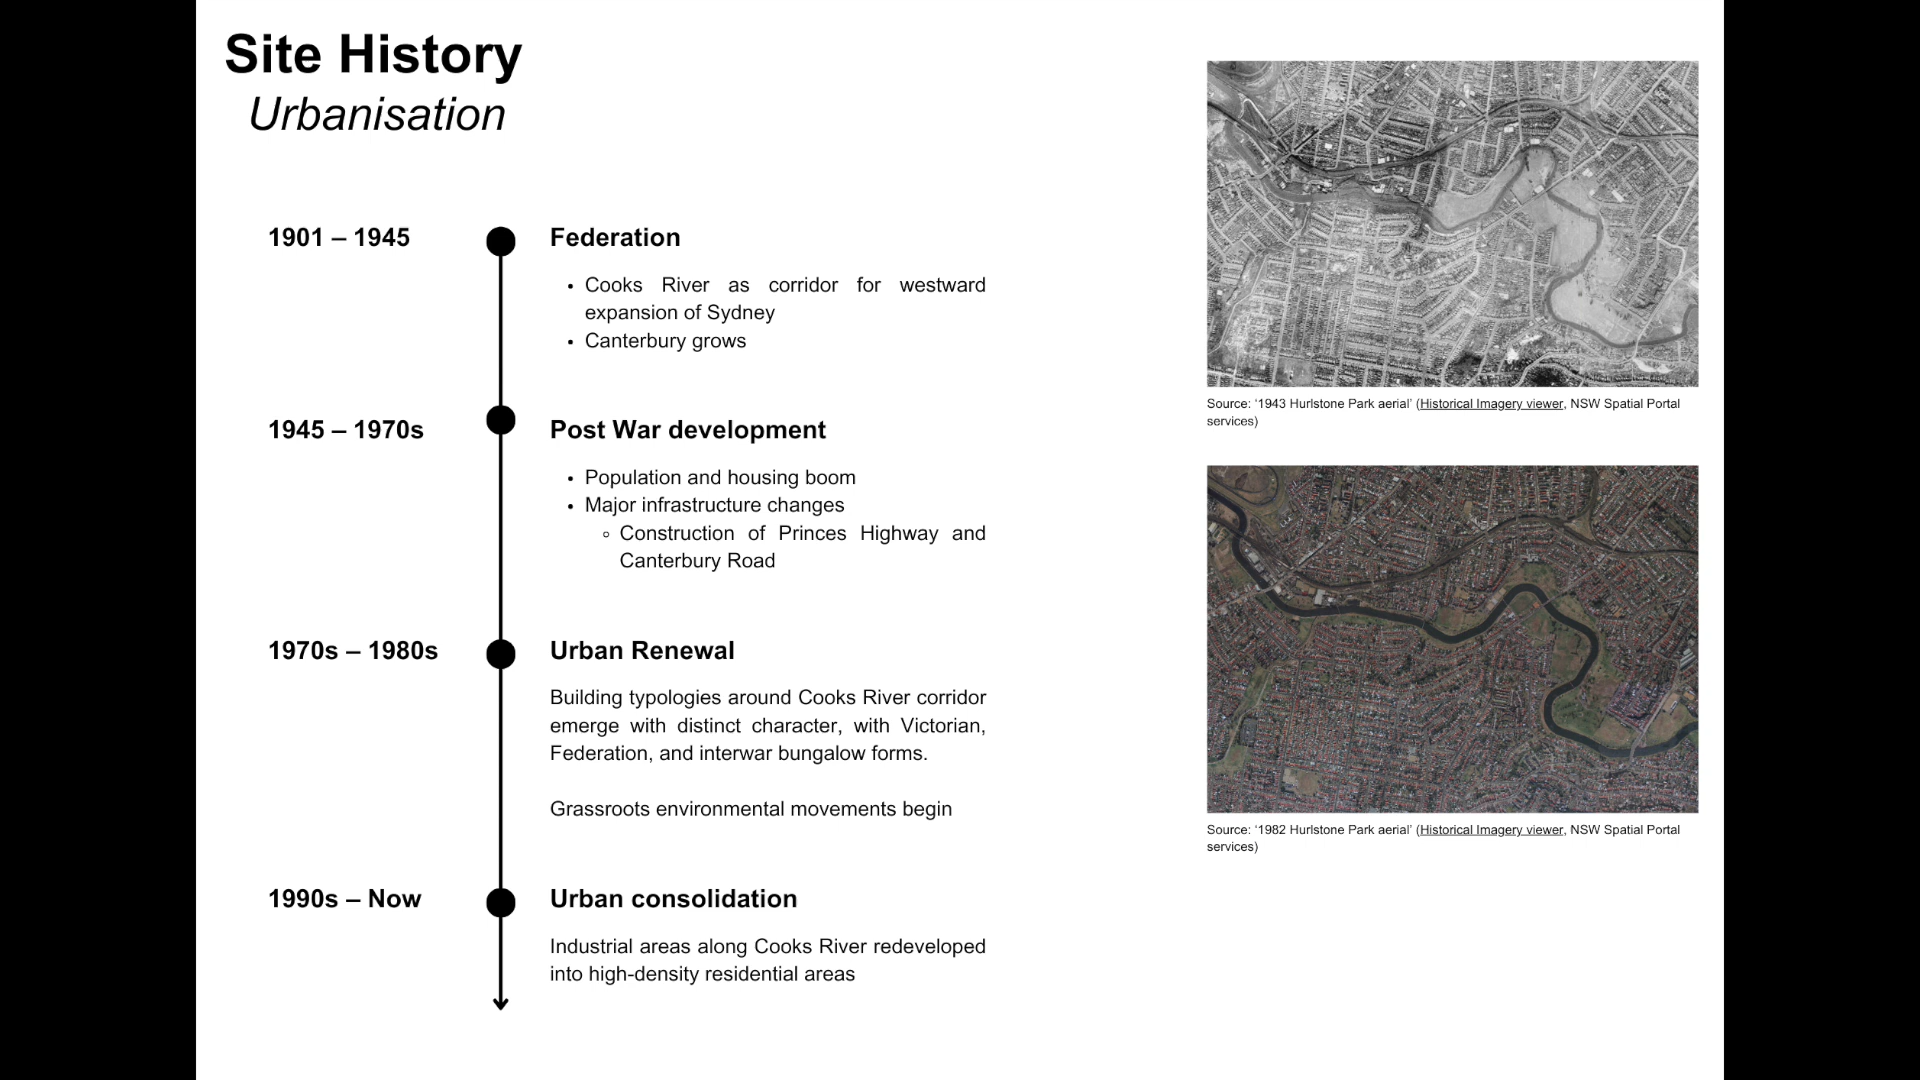 Site History
Urbanisation
1901 – 1945
Federation
• Cooks River as corridor for westward
expansion of Sydney
• Canterbury grows
1945 – 1970s
Post War development
• Population and housing boom
• Major infrastructure changes
◦ Construction of Princes Highway and
Canterbury Road
1970s – 1980s
Urban Renewal
Building typologies around Cooks River corridor
emerge with distinct character, with Victorian,
Federation, and interwar bungalow forms.
Grassroots environmental movements begin
1990s – Now
Urban consolidation
Industrial areas along Cooks River redeveloped
into high-density residential areas
Source: ‘1943 Hurlstone Park aerial’ (Historical Imagery viewer, NSW Spatial Portal
services)
Source: ‘1982 Hurlstone Park aerial’ (Historical Imagery viewer, NSW Spatial Portal
services)